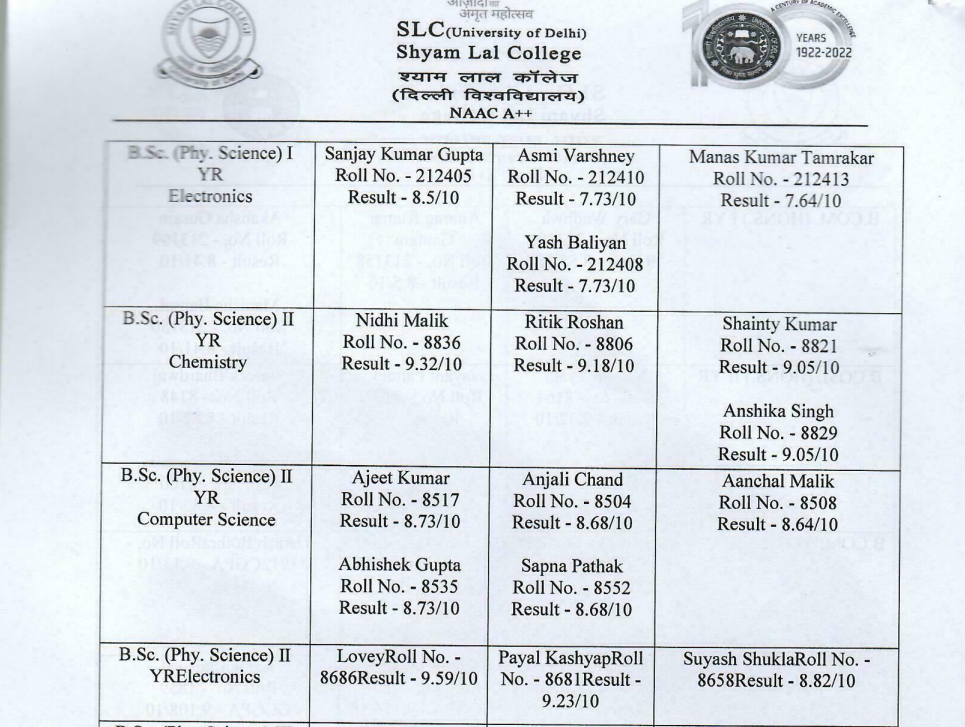 SHYAM LAL COLLEGE
University of Delhi
अमृत महोत्सव
SLC(University of Delhi)
Shyam Lal College
श्याम लाल कॉलेज
(दिल्ली विश्वविद्यालय)
NAAC A++
A CENTURY OF ACADEMIC EXCELLENCE
YEARS
1922-2022
B.Sc. (Phy. Science) I
YR
Electronics
Sanjay Kumar Gupta
Roll No. - 212405
Result - 8.5/10
Asmi Varshney
Roll No. - 212410
Result - 7.73/10
Yash Baliyan
Roll No. - 212408
Result - 7.73/10
Manas Kumar Tamrakar
Roll No. - 212413
Result - 7.64/10
B.Sc. (Phy. Science) II
YR
Chemistry
Nidhi Malik
Roll No. - 8836
Result - 9.32/10
Ritik Roshan
Roll No. - 8806
Result - 9.18/10
Shainty Kumar
Roll No. - 8821
Result - 9.05/10
Anshika Singh
Roll No. - 8829
Result - 9.05/10
B.Sc. (Phy. Science) II
YR
Computer Science
Ajeet Kumar
Roll No. - 8517
Result - 8.73/10
Abhishek Gupta
Roll No. - 8535
Result - 8.73/10
Anjali Chand
Roll No. - 8504
Result - 8.68/10
Sapna Pathak
Roll No. - 8552
Result - 8.68/10
Aanchal Malik
Roll No. - 8508
Result - 8.64/10
B.Sc. (Phy. Science) II
YRElectronics
LoveyRoll No. -
8686Result - 9.59/10
Payal KashyapRoll
No. - 8681Result -
9.23/10
Suyash ShuklaRoll No. -
8658Result - 8.82/10